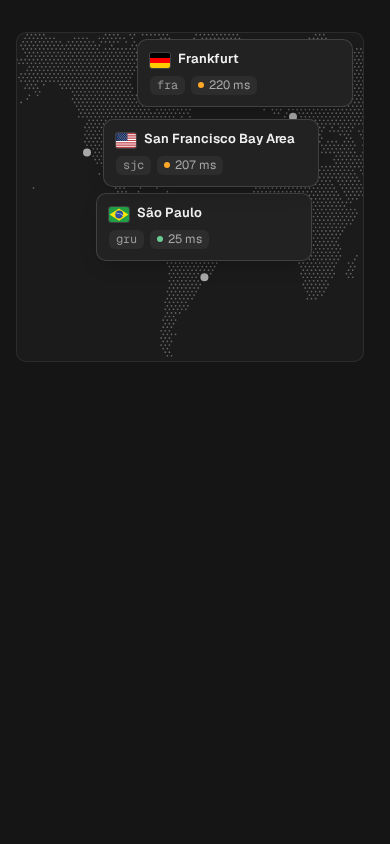 Frankfurt
fra 220 ms
San Francisco Bay Area
sjc 207 ms
São Paulo
gru 25 ms